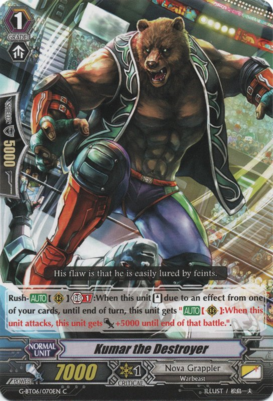 1
5000
His flaw is that he is easily lured by feints.
Rush-AUTO [ ] 1:When this unit due to an effect from one
of your cards, until end of turn, this unit gets "AUTO [ ]:When this
unit attacks, this unit gets +5000 until end of that battle.".
NORMAL UNIT
Kumar the Destroyer
POWER 7000
1 CRITICAL
Nova Grappler
Warbeast
G-BT06/070EN C
ILLUST /